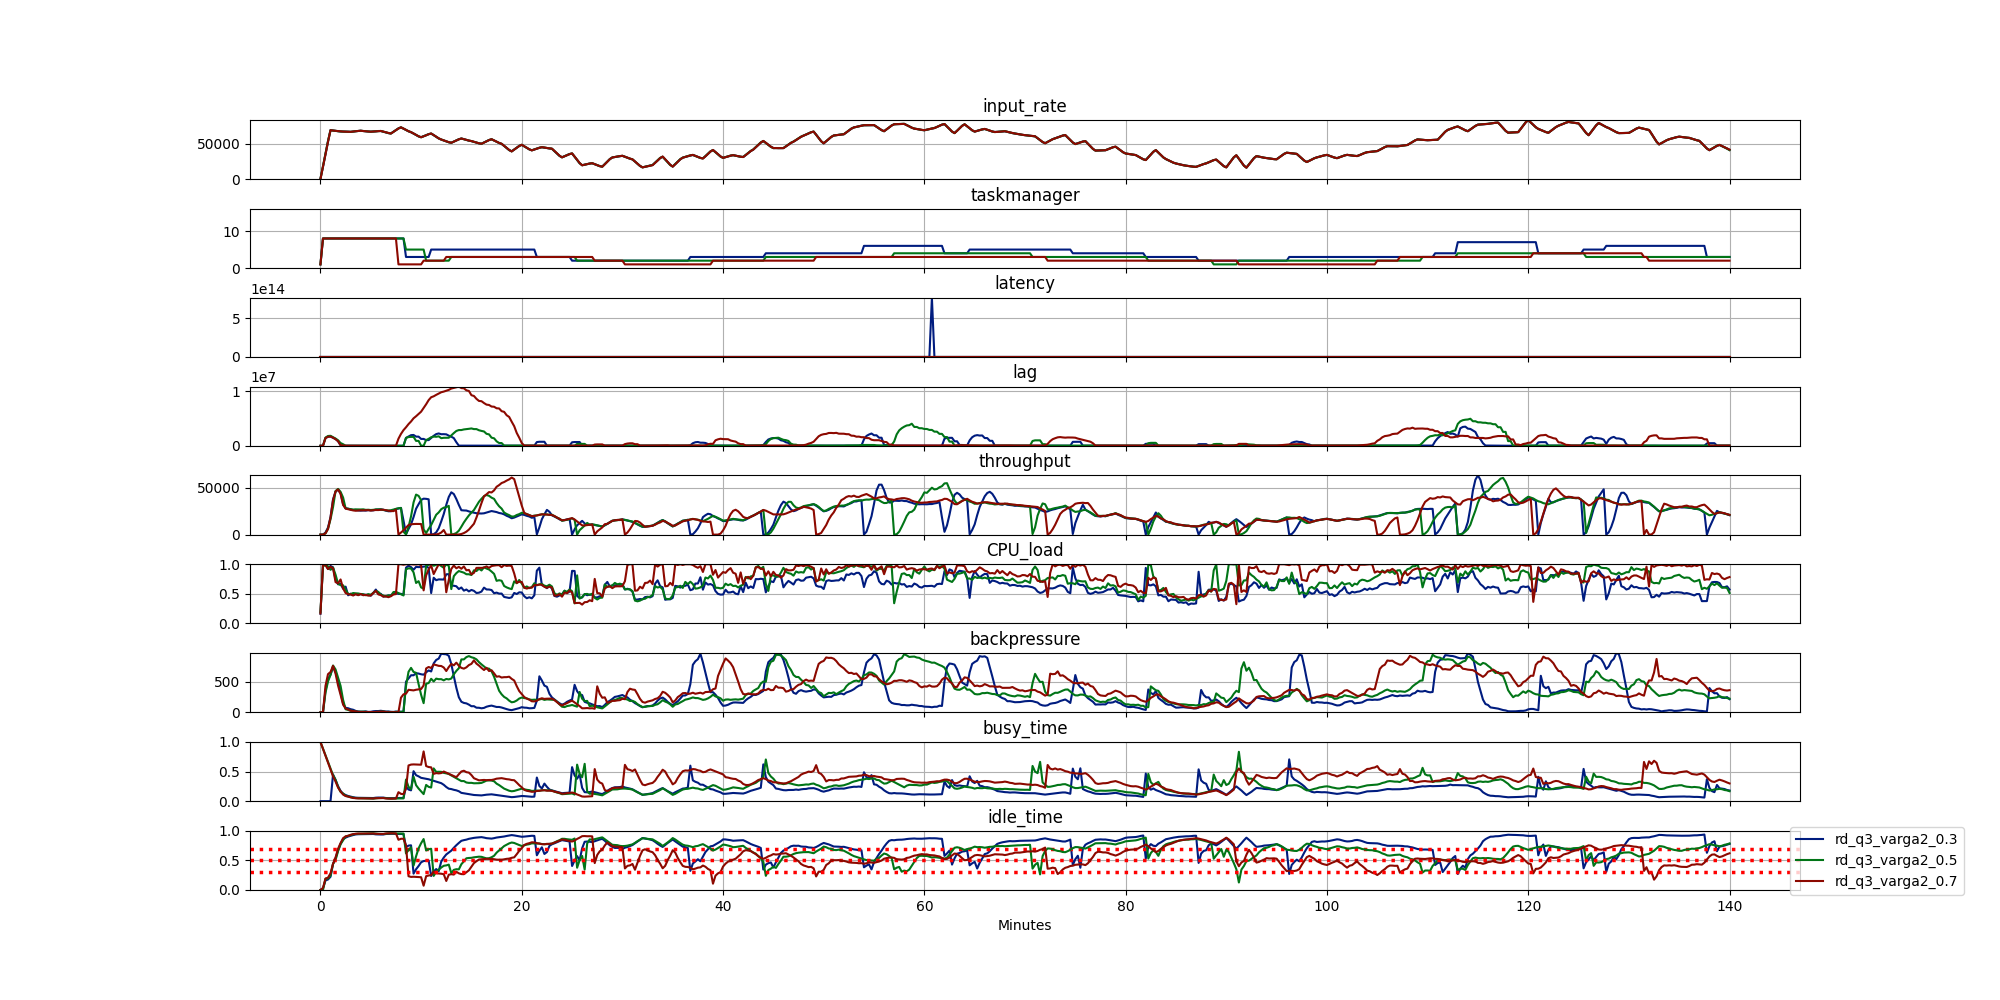 input_rate
50000
0
taskmanager
10
0
latency
1e14
5
0
lag
1e7
1
0
throughput
50000
0
CPU_load
1.0
0.5
0.0
backpressure
500
0
busy_time
1.0
0.5
0.0
idle_time
1.0
0.5
0.0
rd_q3_varga2_0.3
rd_q3_varga2_0.5
rd_q3_varga2_0.7
0 20 40 60 80 100 120 140
Minutes